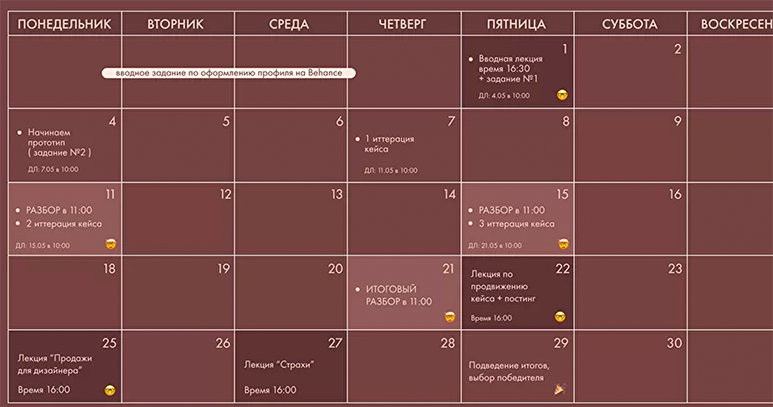 ПОНЕДЕЛЬНИК ВТОРНИК СРЕДА ЧЕТВЕРГ ПЯТНИЦА СУББОТА ВОСКРЕСЕН
1 2
вводное задание по оформлению профиля на Behance
Вводная лекция
время 16:30
+ задание №1
ДЛ: 4.05 в 10:00
4 5 6 7 8 9
Начинаем
прототип
( задание №2 )
ДЛ: 7.05 в 10:00
1 иттерация
кейса
ДЛ: 11.05 в 10:00
11 12 13 14 15 16
РАЗБОР в 11:00
2 иттерация кейса
ДЛ: 15.05 в 10:00
РАЗБОР в 11:00
3 иттерация кейса
ДЛ: 21.05 в 10:00
18 19 20 21 22 23
ИТОГОВЫЙ
РАЗБОР в 11:00
Лекция по
продвижению
кейса + постинг
Время 16:00
25 26 27 28 29 30
Лекция "Продажи
для дизайнера"
Время 16:00
Лекция "Страхи"
Время 16:00
Подведение итогов,
выбор победителя